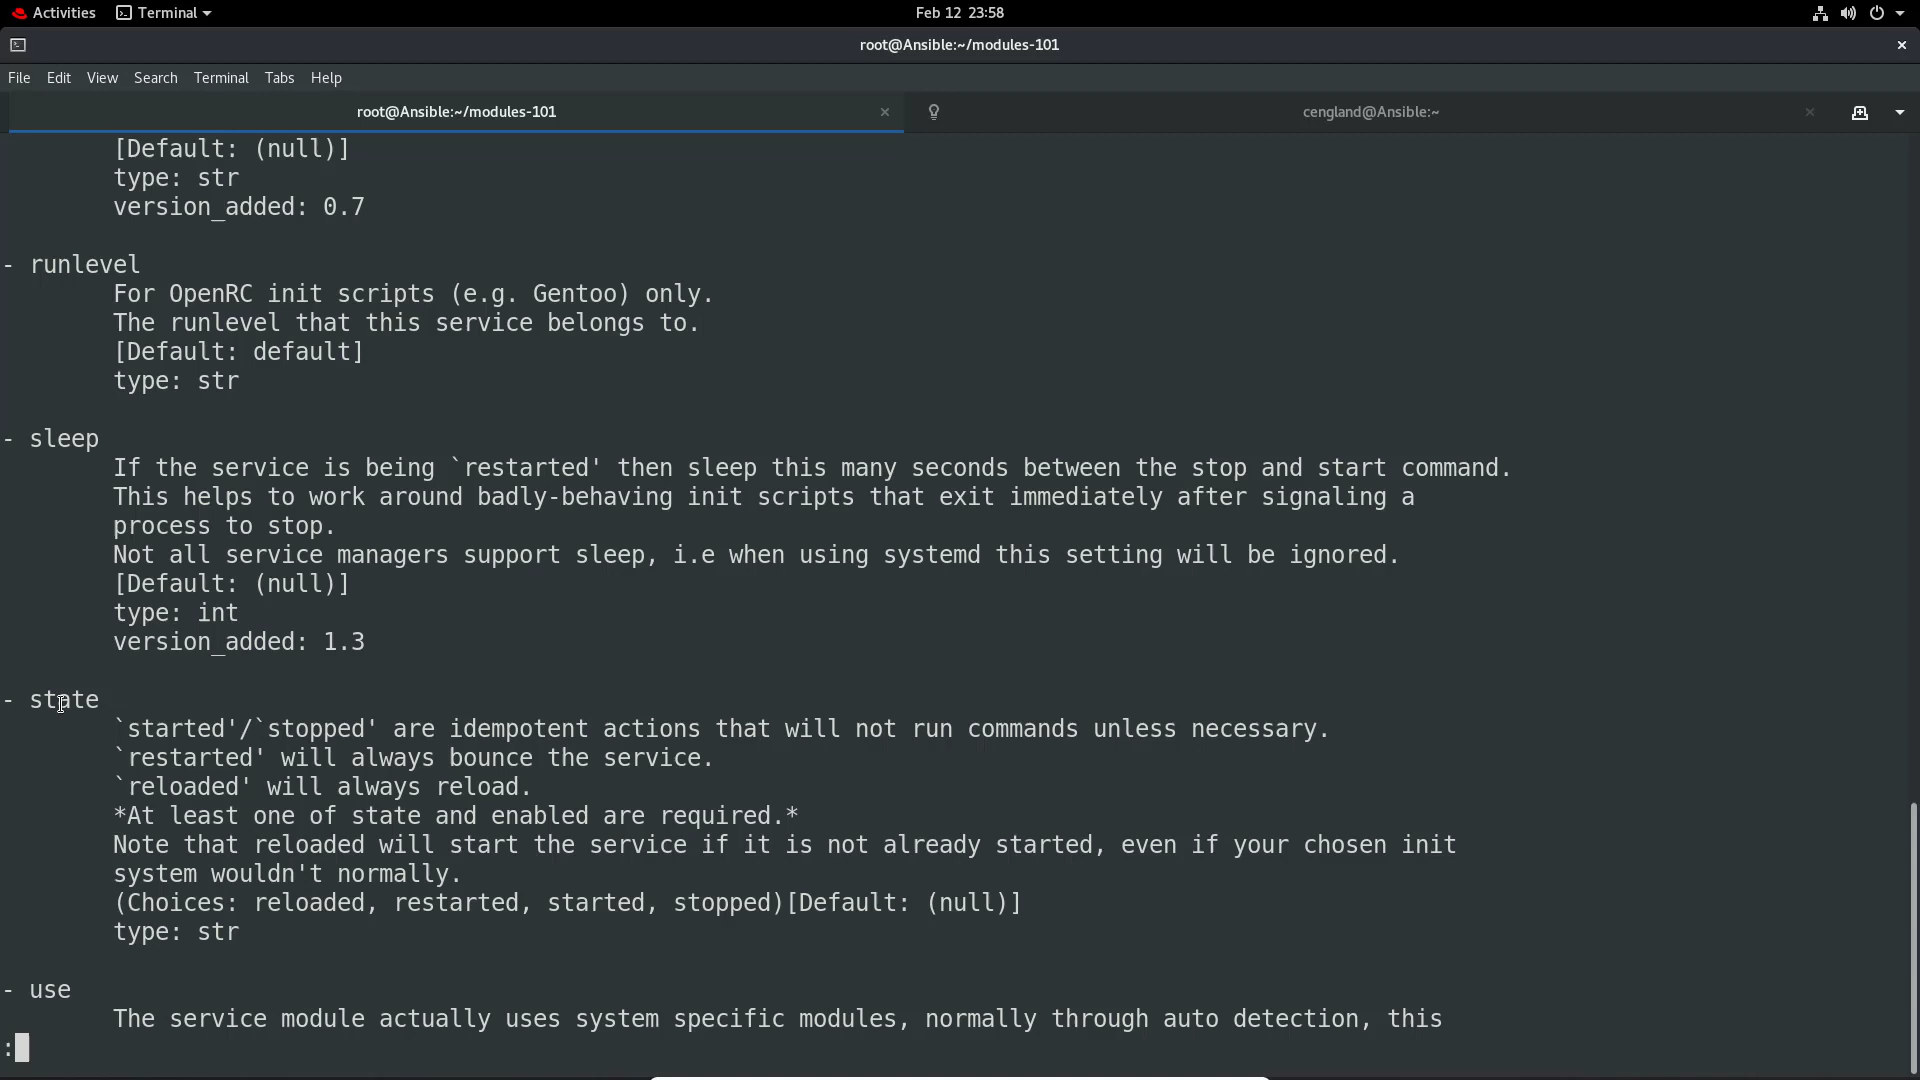 Activities Terminal Feb 12 23:58
root@Ansible:~/modules-101
File Edit View Search Terminal Tabs Help
root@Ansible:~/modules-101 cengland@Ansible:~
[Default: (null)]
type: str
version_added: 0.7
- runlevel
For OpenRC init scripts (e.g. Gentoo) only.
The runlevel that this service belongs to.
[Default: default]
type: str
- sleep
If the service is being `restarted' then sleep this many seconds between the stop and start command.
This helps to work around badly-behaving init scripts that exit immediately after signaling a
process to stop.
Not all service managers support sleep, i.e when using systemd this setting will be ignored.
[Default: (null)]
type: int
version_added: 1.3
- state
`started'/`stopped' are idempotent actions that will not run commands unless necessary.
`restarted' will always bounce the service.
`reloaded' will always reload.
*At least one of state and enabled are required.*
Note that reloaded will start the service if it is not already started, even if your chosen init
system wouldn't normally.
(Choices: reloaded, restarted, started, stopped)[Default: (null)]
type: str
- use
The service module actually uses system specific modules, normally through auto detection, this
: